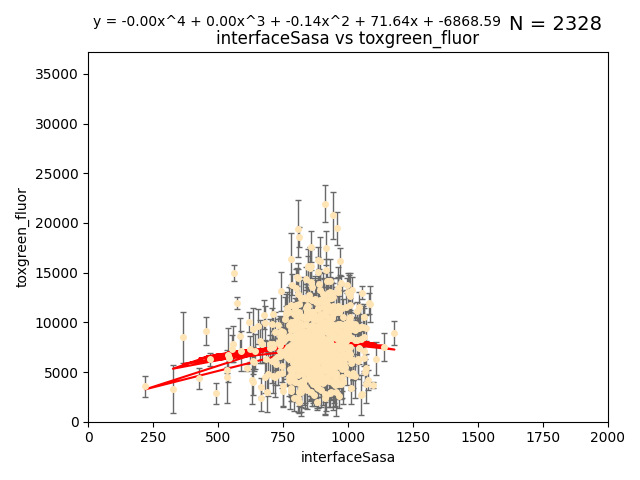 y = -0.00x^4 + 0.00x^3 + -0.14x^2 + 71.64x + -6868.59 N = 2328
interfaceSasa vs toxgreen_fluor
35000
30000
25000
20000
15000
10000
5000
0
toxgreen_fluor
0 250 500 750 1000 1250 1500 1750 2000
interfaceSasa